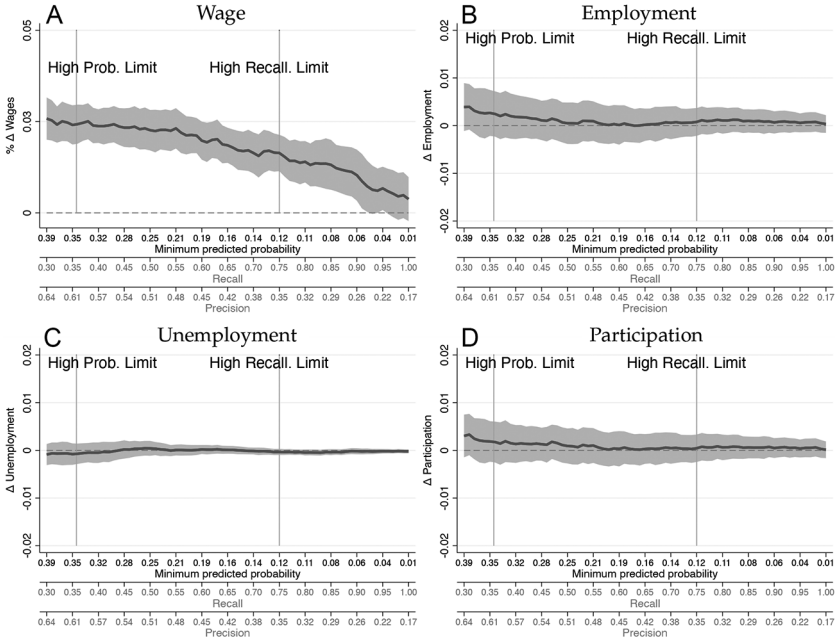 A Wage
0.05
High Prob. Limit High Recall. Limit
% Δ Wages
0.03
0
0.39 0.35 0.32 0.28 0.25 0.21 0.19 0.16 0.14 0.12 0.11 0.08 0.06 0.04 0.01
Minimum predicted probability
0.30 0.35 0.40 0.45 0.50 0.55 0.60 0.65 0.70 0.75 0.80 0.85 0.90 0.95 1.00
Recall
0.64 0.61 0.57 0.54 0.51 0.48 0.45 0.42 0.38 0.35 0.33 0.30 0.26 0.22 0.17
Precision
B Employment
0.02
High Prob. Limit High Recall. Limit
0.01
Δ Employment
0
-0.01
-0.02
0.39 0.35 0.32 0.28 0.25 0.21 0.19 0.16 0.14 0.12 0.11 0.08 0.06 0.04 0.01
Minimum predicted probability
0.30 0.35 0.40 0.45 0.50 0.55 0.60 0.65 0.70 0.75 0.80 0.85 0.90 0.95 1.00
Recall
0.64 0.61 0.57 0.54 0.51 0.48 0.45 0.42 0.38 0.35 0.33 0.30 0.26 0.22 0.17
Precision
C Unemployment
0.02
High Prob. Limit High Recall. Limit
0.01
Δ Unemployment
0
-0.01
-0.02
0.39 0.35 0.32 0.28 0.25 0.21 0.19 0.16 0.14 0.12 0.11 0.08 0.06 0.04 0.01
Minimum predicted probability
0.30 0.35 0.40 0.45 0.50 0.55 0.60 0.65 0.70 0.75 0.80 0.85 0.90 0.95 1.00
Recall
0.64 0.61 0.57 0.54 0.51 0.48 0.45 0.42 0.38 0.35 0.33 0.30 0.26 0.22 0.17
Precision
D Participation
0.02
High Prob. Limit High Recall. Limit
0.01
Δ Participation
0
-0.01
-0.02
0.39 0.35 0.32 0.28 0.25 0.21 0.19 0.16 0.14 0.12 0.11 0.08 0.06 0.04 0.01
Minimum predicted probability
0.30 0.35 0.40 0.45 0.50 0.55 0.60 0.65 0.70 0.75 0.80 0.85 0.90 0.95 1.00
Recall
0.64 0.61 0.57 0.54 0.51 0.48 0.45 0.42 0.38 0.35 0.33 0.30 0.26 0.22 0.17
Precision